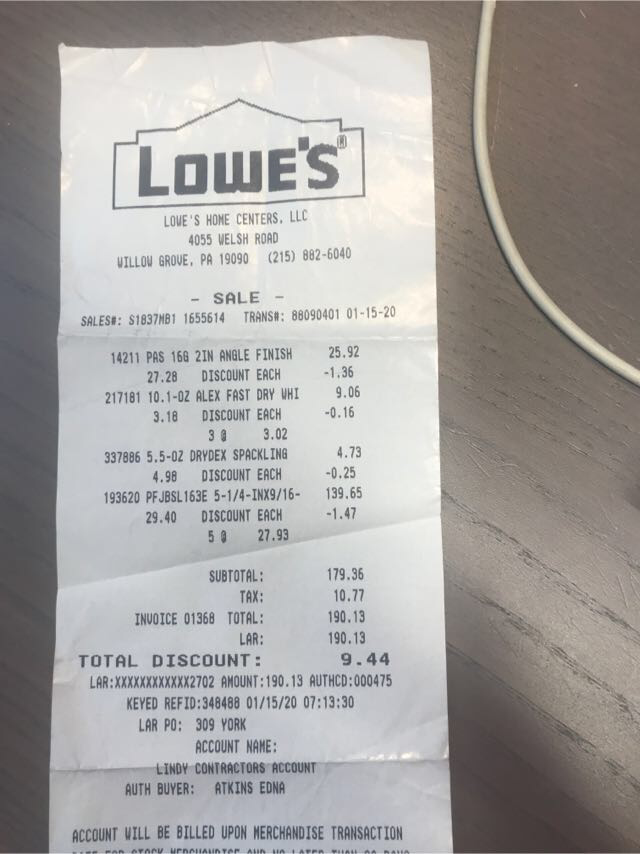 LOWE'S®
LOWE'S HOME CENTERS, LLC
4055 WELSH ROAD
WILLOW GROVE, PA 19090 (215) 882-6040
- SALE -
SALES#: S1837MB1 1655614 TRANS#: 88090401 01-15-20
14211 PAS 16G 2IN ANGLE FINISH 25.92
27.28 DISCOUNT EACH -1.36
217181 10.1-OZ ALEX FAST DRY WHI 9.06
3.18 DISCOUNT EACH -0.16
3 @ 3.02
337886 5.5-OZ DRYDEX SPACKLING 4.73
4.98 DISCOUNT EACH -0.25
193620 PFJBSL163E 5-1/4-INX9/16- 139.65
29.40 DISCOUNT EACH -1.47
5 @ 27.93
SUBTOTAL: 179.36
TAX: 10.77
INVOICE 01368 TOTAL: 190.13
LAR: 190.13
TOTAL DISCOUNT: 9.44
LAR:XXXXXXXXXXXX2702 AMOUNT:190.13 AUTHCD:000475
KEYED REFID:348488 01/15/20 07:13:30
LAR PO: 309 YORK
ACCOUNT NAME:
LINDY CONTRACTORS ACCOUNT
AUTH BUYER: ATKINS EDNA
ACCOUNT WILL BE BILLED UPON MERCHANDISE TRANSACTION